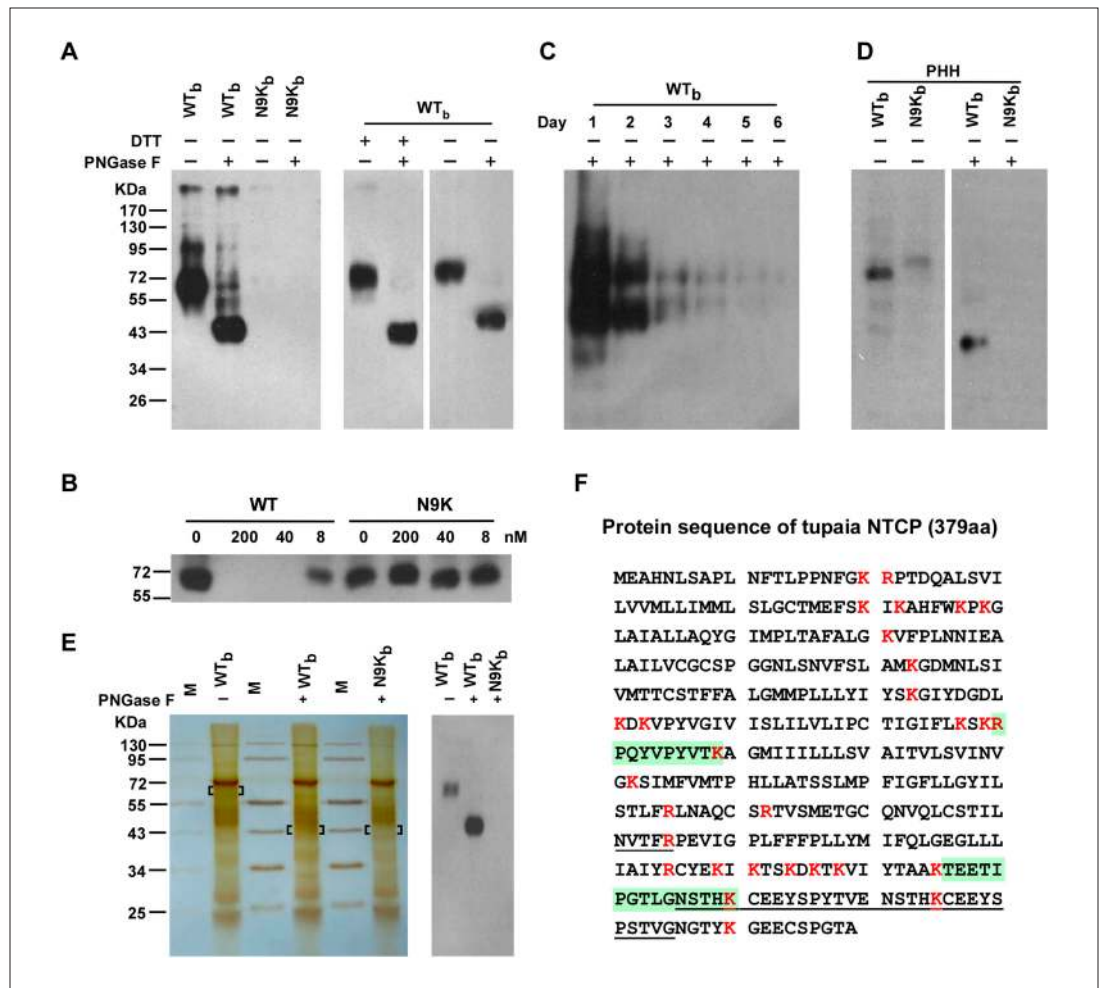 A
WTb WTb N9Kb N9Kb
WTb
DTT − − − − + + − −
PNGase F − + − + − + − +
KDa
170
130
95
72
55
43
34
26
C
WTb
Day 1 2 3 4 5 6
− − − − − −
+ + + + + +
D
PHH
WTb N9Kb WTb N9Kb
− − − −
− − + +
B
WT N9K
0 200 40 8 0 200 40 8 nM
72
55
E
M WTb M WTb M N9Kb
PNGase F − + +
KDa
130
95
72
55
43
34
25
WTb WTb N9Kb
− + +
F
Protein sequence of tupaia NTCP (379aa)
MEAHNLSAPL NFTLPPNFGK RPTDQALSVI
LVVMLLIMML SLGCTMEFSK IKAHFWKPKG
LAIALLAQYG IMPLTAFALG KVFPLNNIEA
LAILVCGCSP GGNLSNVFSL AMKGDMNLSI
VMTTCSTFFA LGMMPLLLYI YSKGIYDGDL
KDKVPYVGIV ISLILVLIPC TIGIFLKSKR
PQYVPYVTKA GMIIILLLSV AITVLSVINV
GKSIMFVMTP HLLATSSLMP FIGFLLGYIL
STLFRLNAQC SRTVSMETGC QNVQLCSTIL
NVTFRPEVIG PLFFFPLLYM IFQLGEGLLL
IAIYRCYEKI KTSKDKTKVI YTAAKTEETI
PGTLGNSTHK CEEYSPYTVE NSTHKCEEYS
PSTVGNGTYK GEECSPGTA